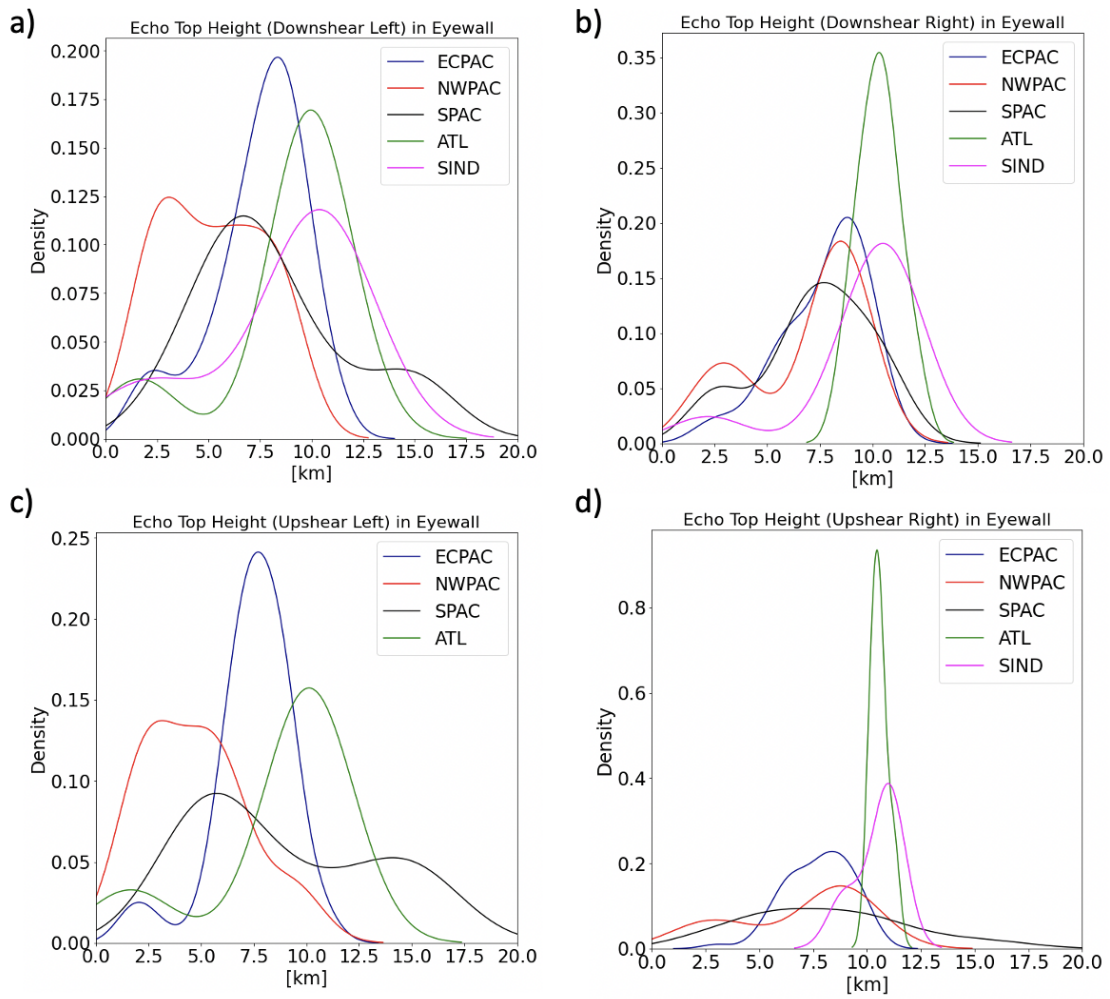 a)
Echo Top Height (Downshear Left) in Eyewall
ECPAC
NWPAC
SPAC
ATL
SIND
0.200
0.175
0.150
0.125
0.100
0.075
0.050
0.025
0.000
Density
0.0 2.5 5.0 7.5 10.0 12.5 15.0 17.5 20.0
[km]
b)
Echo Top Height (Downshear Right) in Eyewall
ECPAC
NWPAC
SPAC
ATL
SIND
0.35
0.30
0.25
0.20
0.15
0.10
0.05
0.00
Density
0.0 2.5 5.0 7.5 10.0 12.5 15.0 17.5 20.0
[km]
c)
Echo Top Height (Upshear Left) in Eyewall
ECPAC
NWPAC
SPAC
ATL
0.25
0.20
0.15
0.10
0.05
0.00
Density
0.0 2.5 5.0 7.5 10.0 12.5 15.0 17.5 20.0
[km]
d)
Echo Top Height (Upshear Right) in Eyewall
ECPAC
NWPAC
SPAC
ATL
SIND
0.8
0.6
0.4
0.2
0.0
Density
0.0 2.5 5.0 7.5 10.0 12.5 15.0 17.5 20.0
[km]